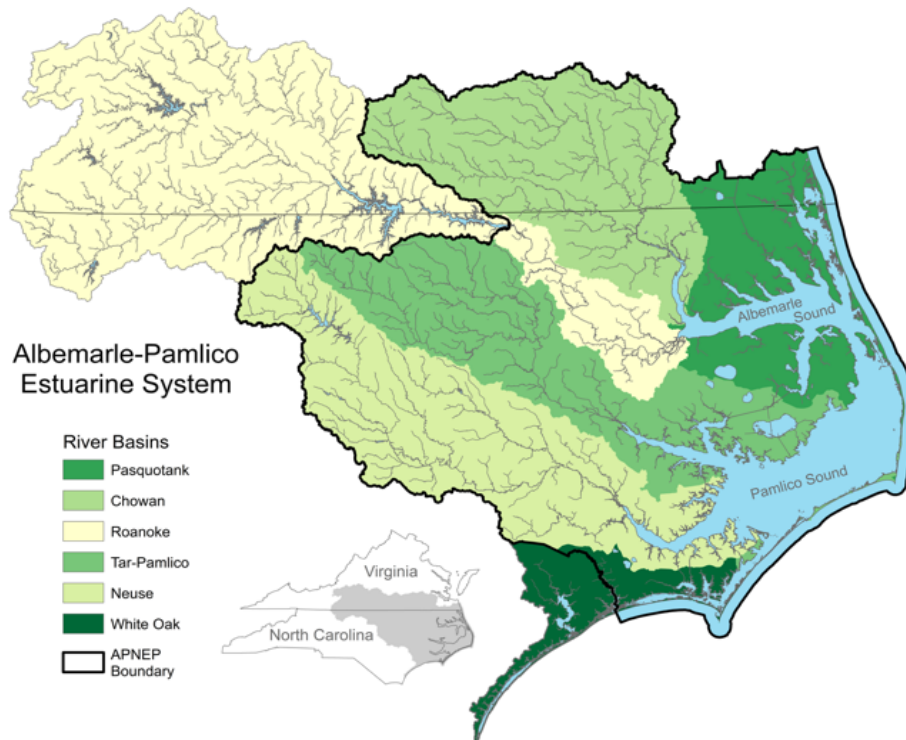 Albemarle-Pamlico
Estuarine System
River Basins
Pasquotank
Chowan
Roanoke
Tar-Pamlico
Neuse
White Oak
APNEP
Boundary
Virginia
North Carolina
Albemarle
Sound
Pamlico Sound